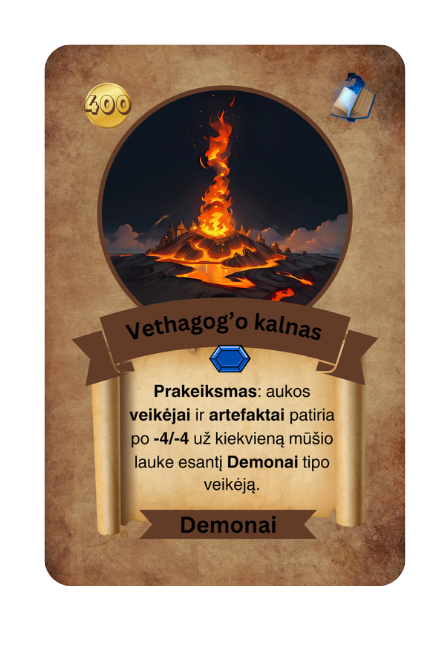 400
Vethagog’o kalnas
Prakeiksmas: aukos
veikėjai ir artefaktai patiria
po -4/-4 už kiekvieną mūšio
lauke esantį Demonai tipo
veikėją.
Demonai